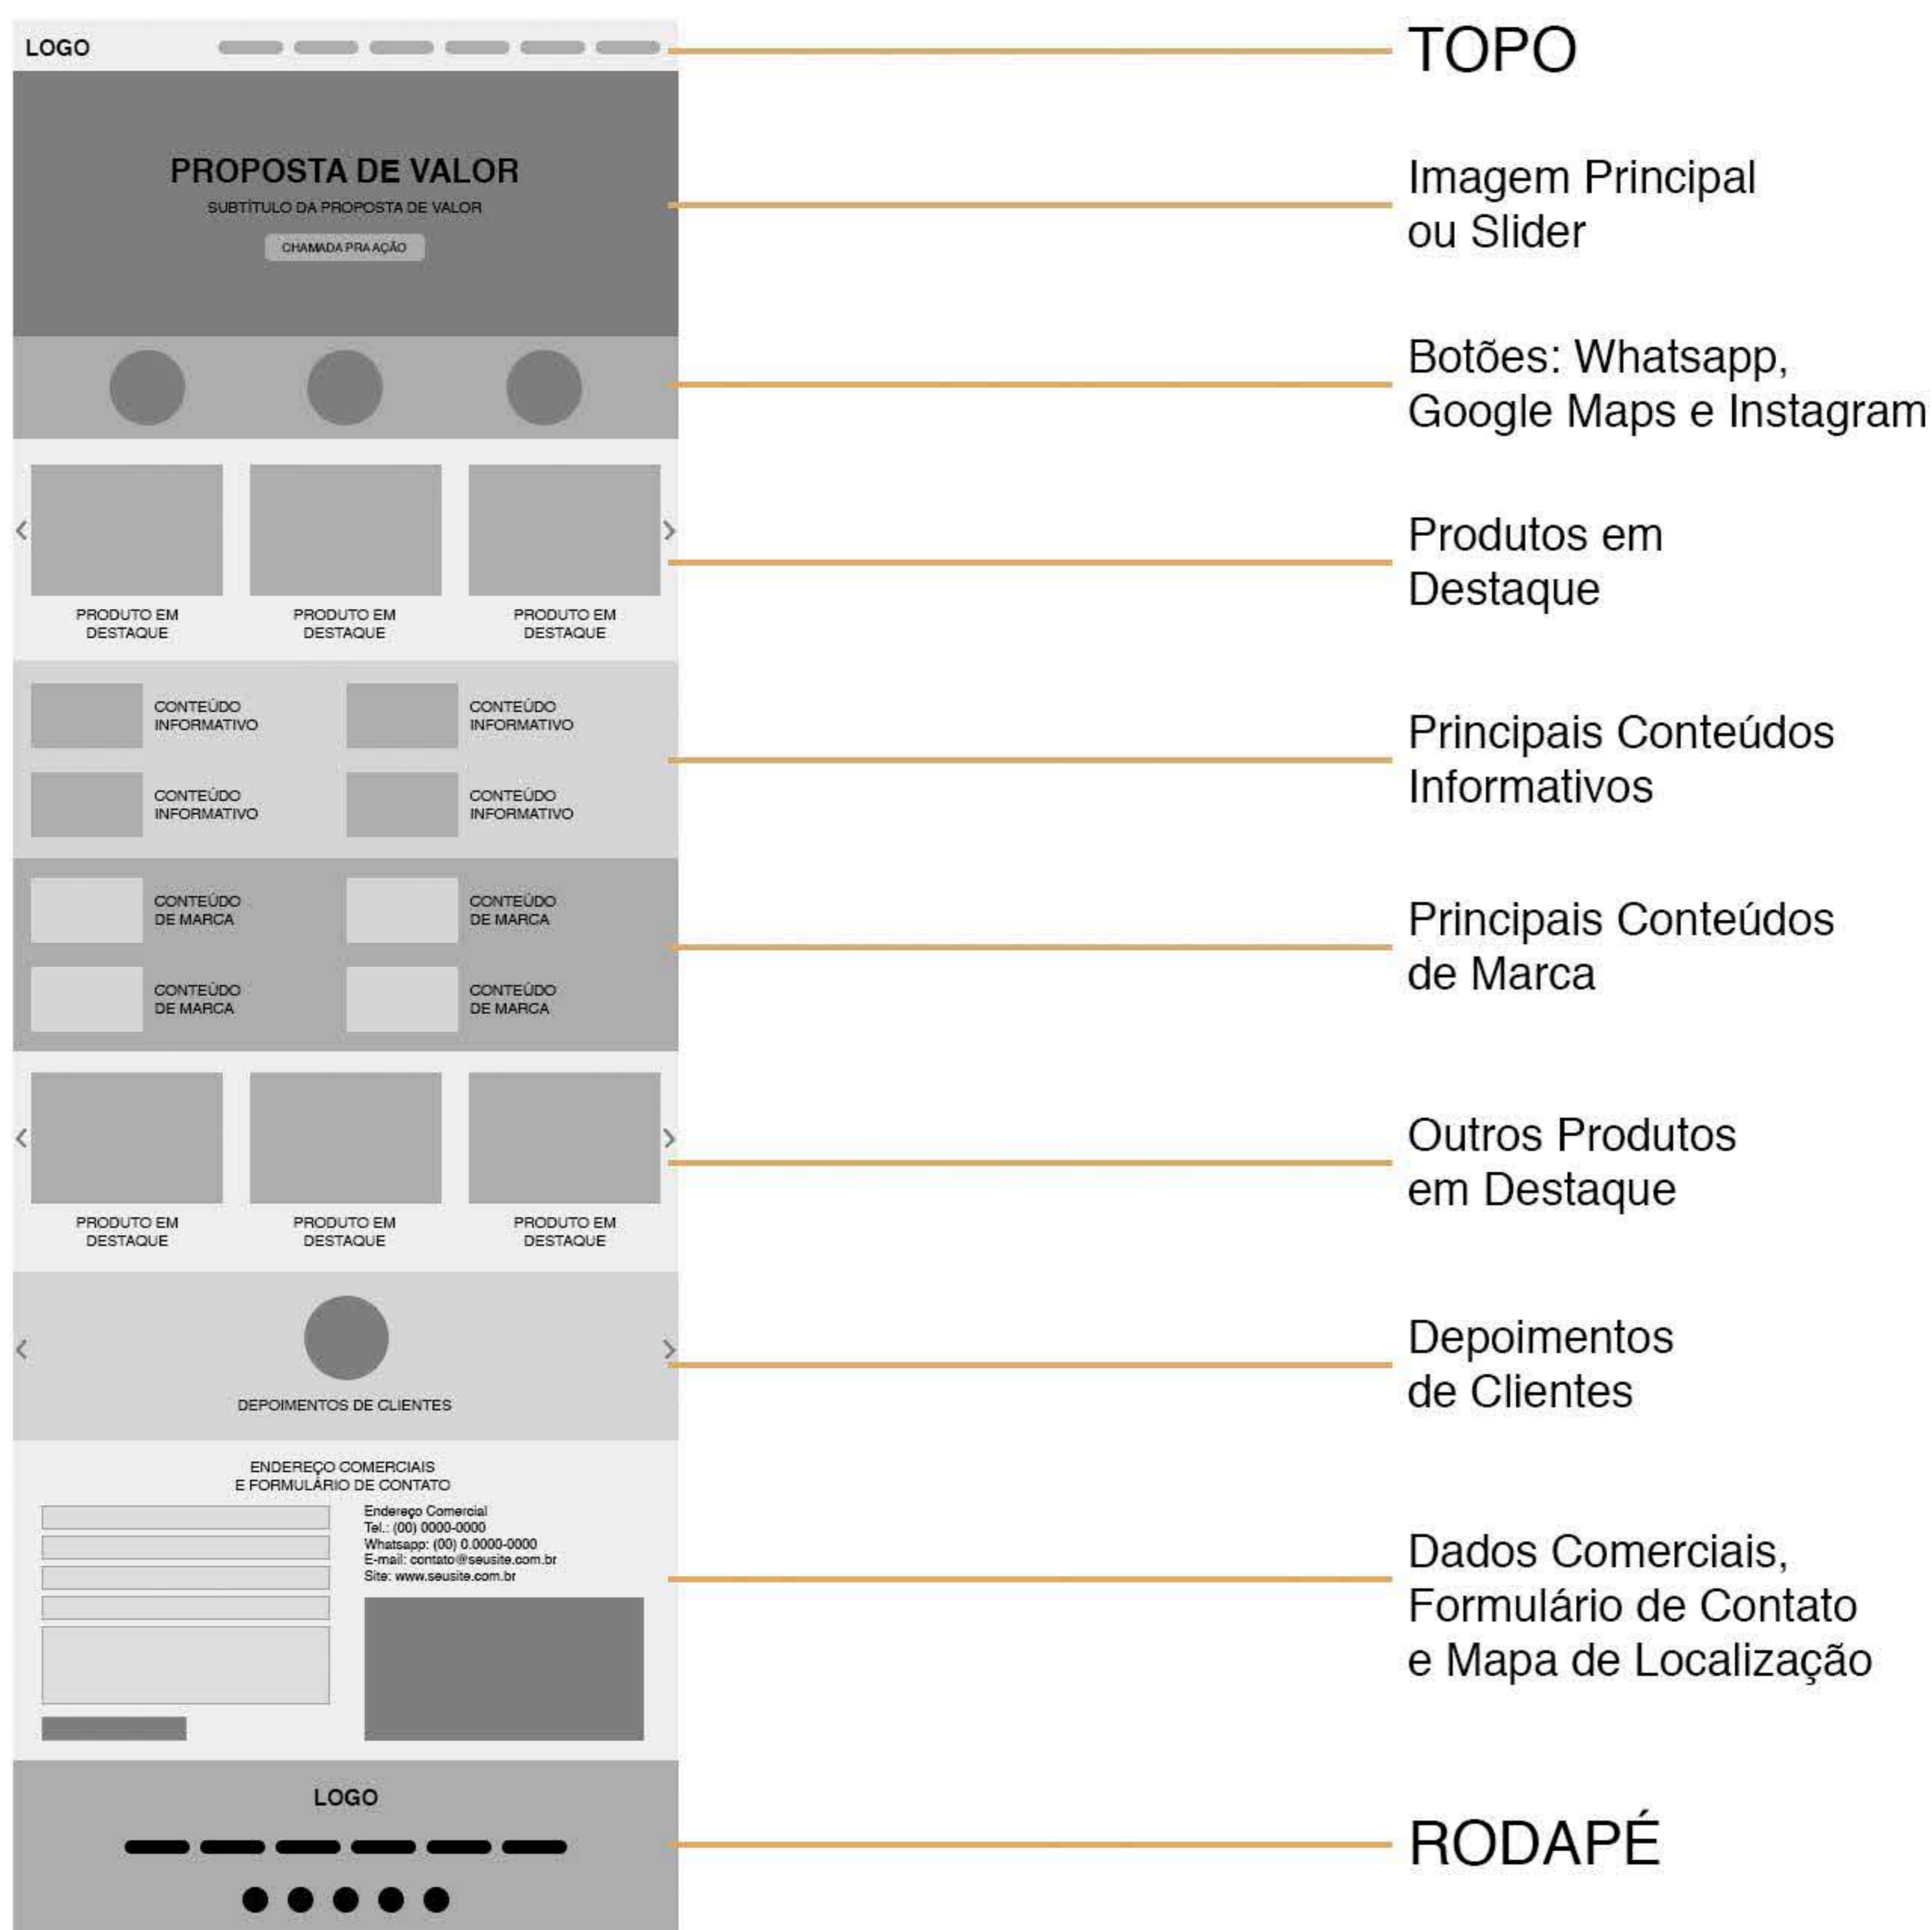 LOGO
TOPO
PROPOSTA DE VALOR
SUBTÍTULO DA PROPOSTA DE VALOR
CHAMADA PRA AÇÃO
Imagem Principal
ou Slider
Botões: Whatsapp,
Google Maps e Instagram
PRODUTO EM
DESTAQUE
PRODUTO EM
DESTAQUE
PRODUTO EM
DESTAQUE
Produtos em
Destaque
CONTEÚDO
INFORMATIVO
CONTEÚDO
INFORMATIVO
CONTEÚDO
INFORMATIVO
CONTEÚDO
INFORMATIVO
Principais Conteúdos
Informativos
CONTEÚDO
DE MARCA
CONTEÚDO
DE MARCA
CONTEÚDO
DE MARCA
CONTEÚDO
DE MARCA
Principais Conteúdos
de Marca
PRODUTO EM
DESTAQUE
PRODUTO EM
DESTAQUE
PRODUTO EM
DESTAQUE
Outros Produtos
em Destaque
DEPOIMENTOS DE CLIENTES
Depoimentos
de Clientes
ENDEREÇO COMERCIAIS
E FORMULÁRIO DE CONTATO
Endereço Comercial
Tel.: (00) 0000-0000
Whatsapp: (00) 0.0000-0000
E-mail: contato@seusite.com.br
Site: www.seusite.com.br
Dados Comerciais,
Formulário de Contato
e Mapa de Localização
LOGO
RODAPÉ